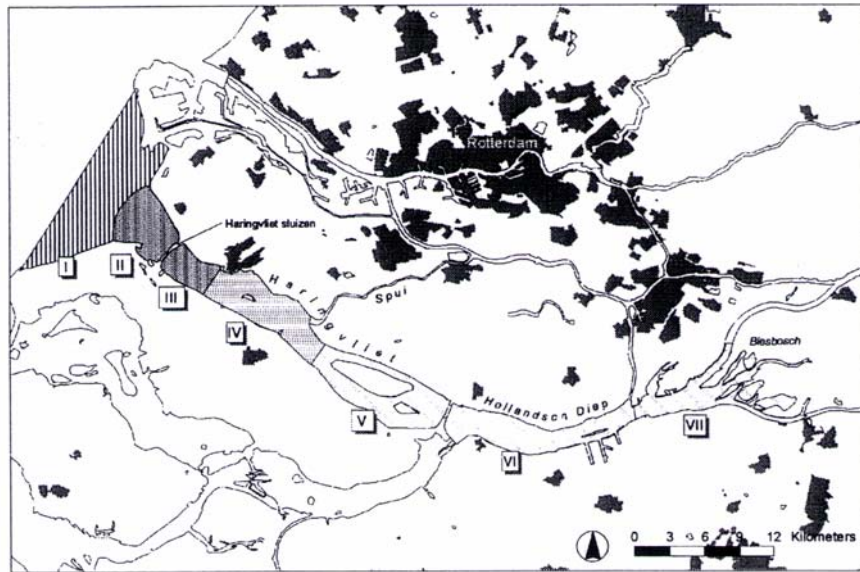 Rotterdam
Haringvliet sluizen
I
II
III
IV
Haringvliet
Spui
Biesbosch
Hollandsch Diep
V
VI
VII
0 3 6 9 12 Kilometers